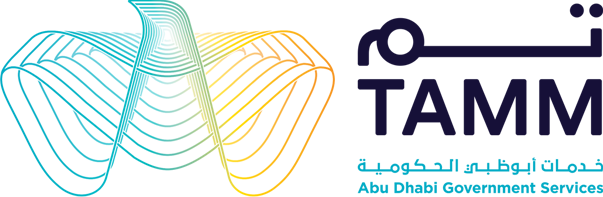 تم
TAMM
خدمات أبوظبي الحكومية
Abu Dhabi Government Services